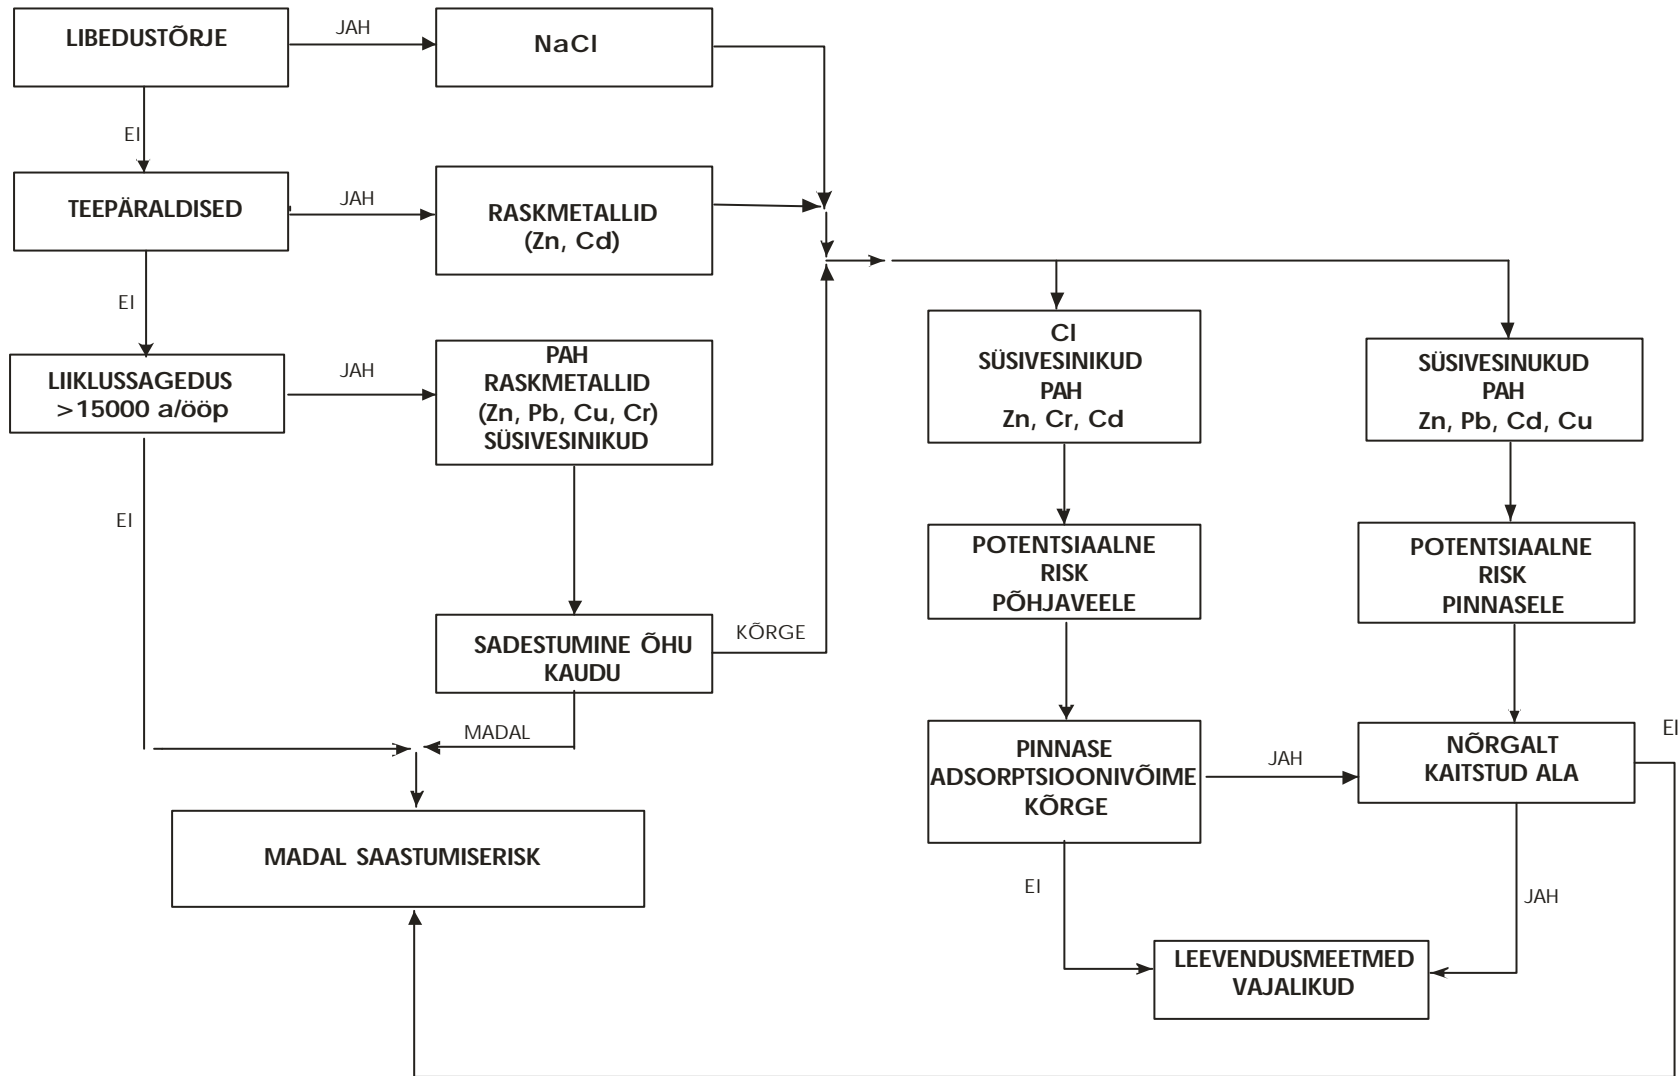 LIBEDUSTÕRJE
JAH
NaCl
EI
TEEPÄRALDISED
JAH
RASKMETALLID
(Zn, Cd)
EI
LIIKLUSSAGEDUS
>15000 a/ööp
JAH
PAH
RASKMETALLID
(Zn, Pb, Cu, Cr)
SÜSIVESINIKUD
EI
SADESTUMINE ÕHU
KAUDU
KÕRGE
MADAL
MADAL SAASTUMISERISK
Cl
SÜSIVESINIKUD
PAH
Zn, Cr, Cd
SÜSIVESINUKUD
PAH
Zn, Pb, Cd, Cu
POTENTSIAALNE
RISK
PÕHJAVEELE
POTENTSIAALNE
RISK
PINNASELE
PINNASE
ADSORPTSIOONIVÕIME
KÕRGE
JAH
NÕRGALT
KAITSTUD ALA
EI
EI
JAH
LEEVENDUSMEETMED
VAJALIKUD